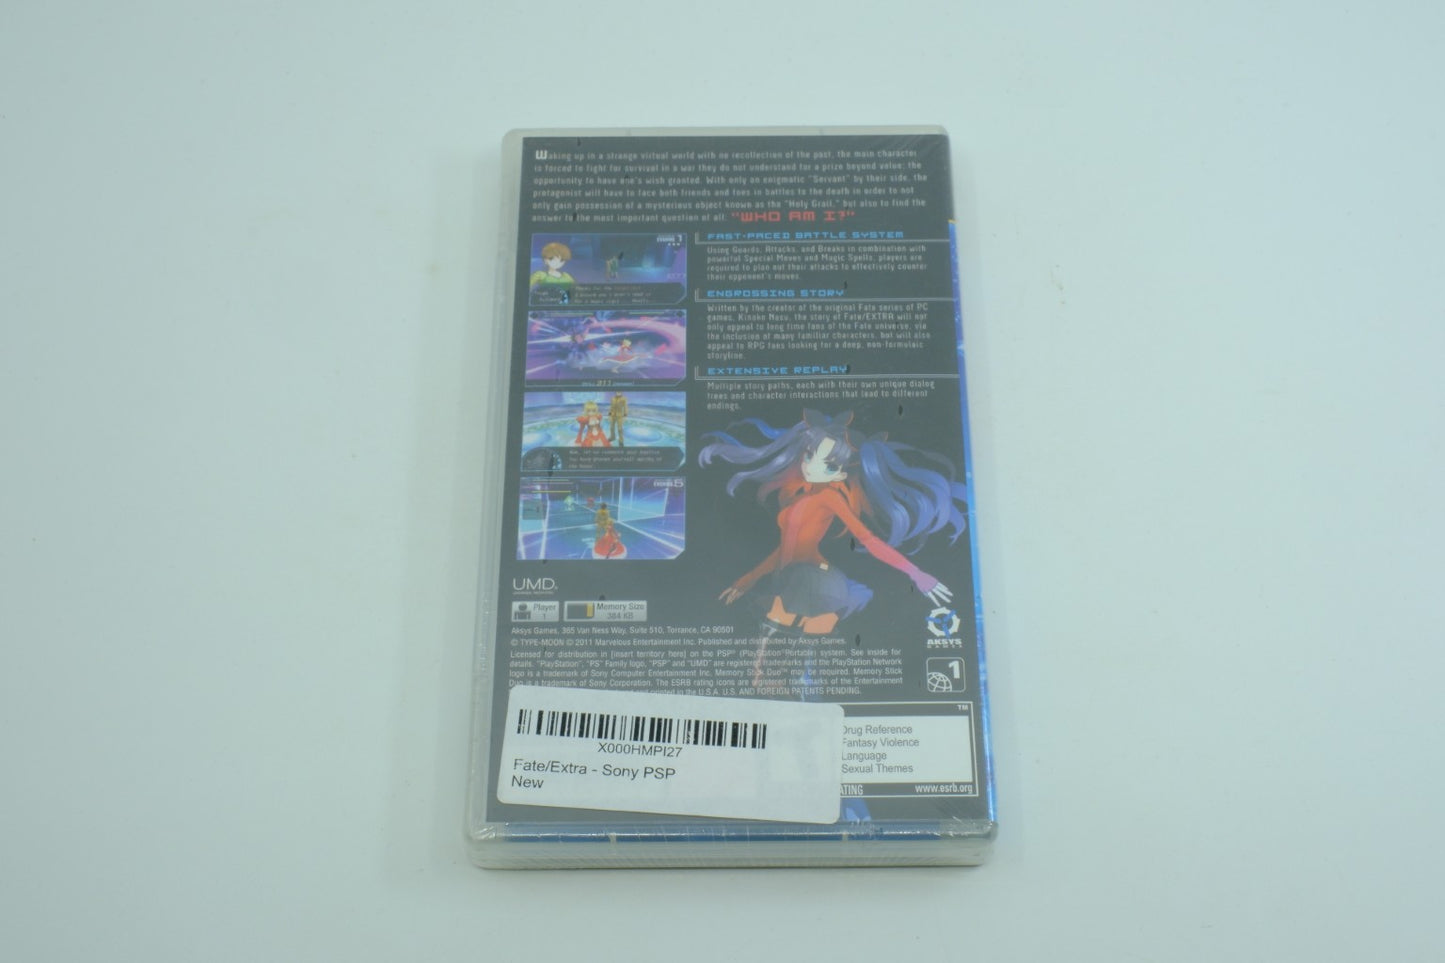 Waking up in a strange virtual world with no recollection of the past, the main character
is forced to fight for survival in a war they do not understand for a prize beyond value: the
opportunity to have one's wish granted. With only an enigmatic "Servant" by their side, the
protagonist will have to face both friends and foes in battles to the death in order to not
only gain possession of a mysterious object known as the "Holy Grail," but also to find the
answer to the most important question of all: "WHO AM I?"
FAST-PACED BATTLE SYSTEM
Using Guards, Attacks, and Breaks in combination with
powerful Special Moves and Magic Spells, players are
required to plan out their attacks to effectively counter
their opponent's moves.
ENGROSSING STORY
Written by the creator of the original Fate series of PC
games, Kinoko Nasu, the story of Fate/EXTRA will not
only appeal to long time fans of the Fate universe, via
the inclusion of many familiar characters, but will also
appeal to RPG fans looking for a deep, non-formulaic
storyline.
EXTENSIVE REPLAY
Multiple story paths, each with their own unique dialog
trees and character interactions that lead to different
endings.
UMD
Player
1
Memory Size
384 KB
Aksys Games, 385 Van Ness Way, Suite 510, Torrance, CA 90501
© TYPE-MOON © 2011 Marvelous Entertainment Inc. Published and distributed by Aksys Games.
Licensed for distribution in [insert territory here] on the PSP® (PlayStation®Portable) system. See inside for
details. "PlayStation", "PS" Family logo, "PSP" and "UMD" are registered trademarks and the PlayStation Network
logo is a trademark of Sony Computer Entertainment Inc. Memory Stick Duo™ may be required. Memory Stick
Duo is a trademark of Sony Corporation. The ESRB rating icons are registered trademarks of the Entertainment
and printed in the U.S.A. U.S. AND FOREIGN PATENTS PENDING.
AKSYS
GAMES
1
TM
Drug Reference
Fantasy Violence
Language
Sexual Themes
www.esrb.org
X000HMPI27
Fate/Extra - Sony PSP
New